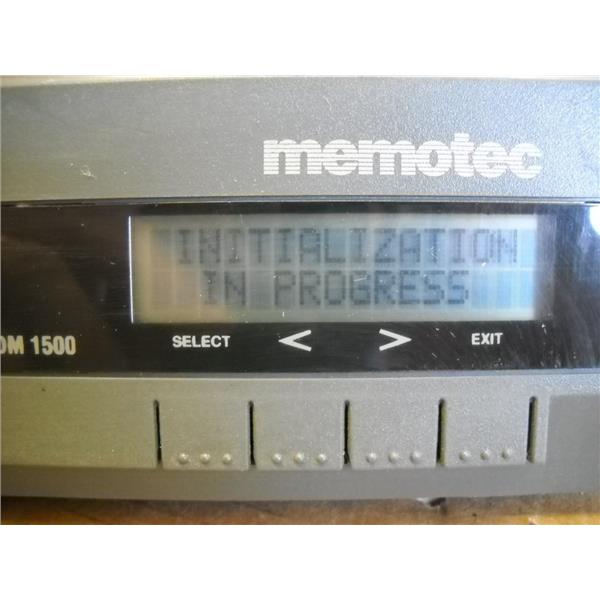 memotec
INITIALIZATION
IN PROGRESS
DM 1500
SELECT < > EXIT